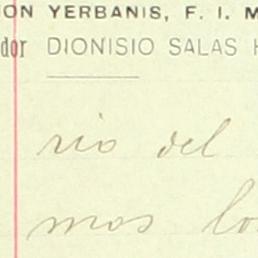 ON YERBANIS, F. I. M
dor DIONISIO SALAS H
rio del
mos lo